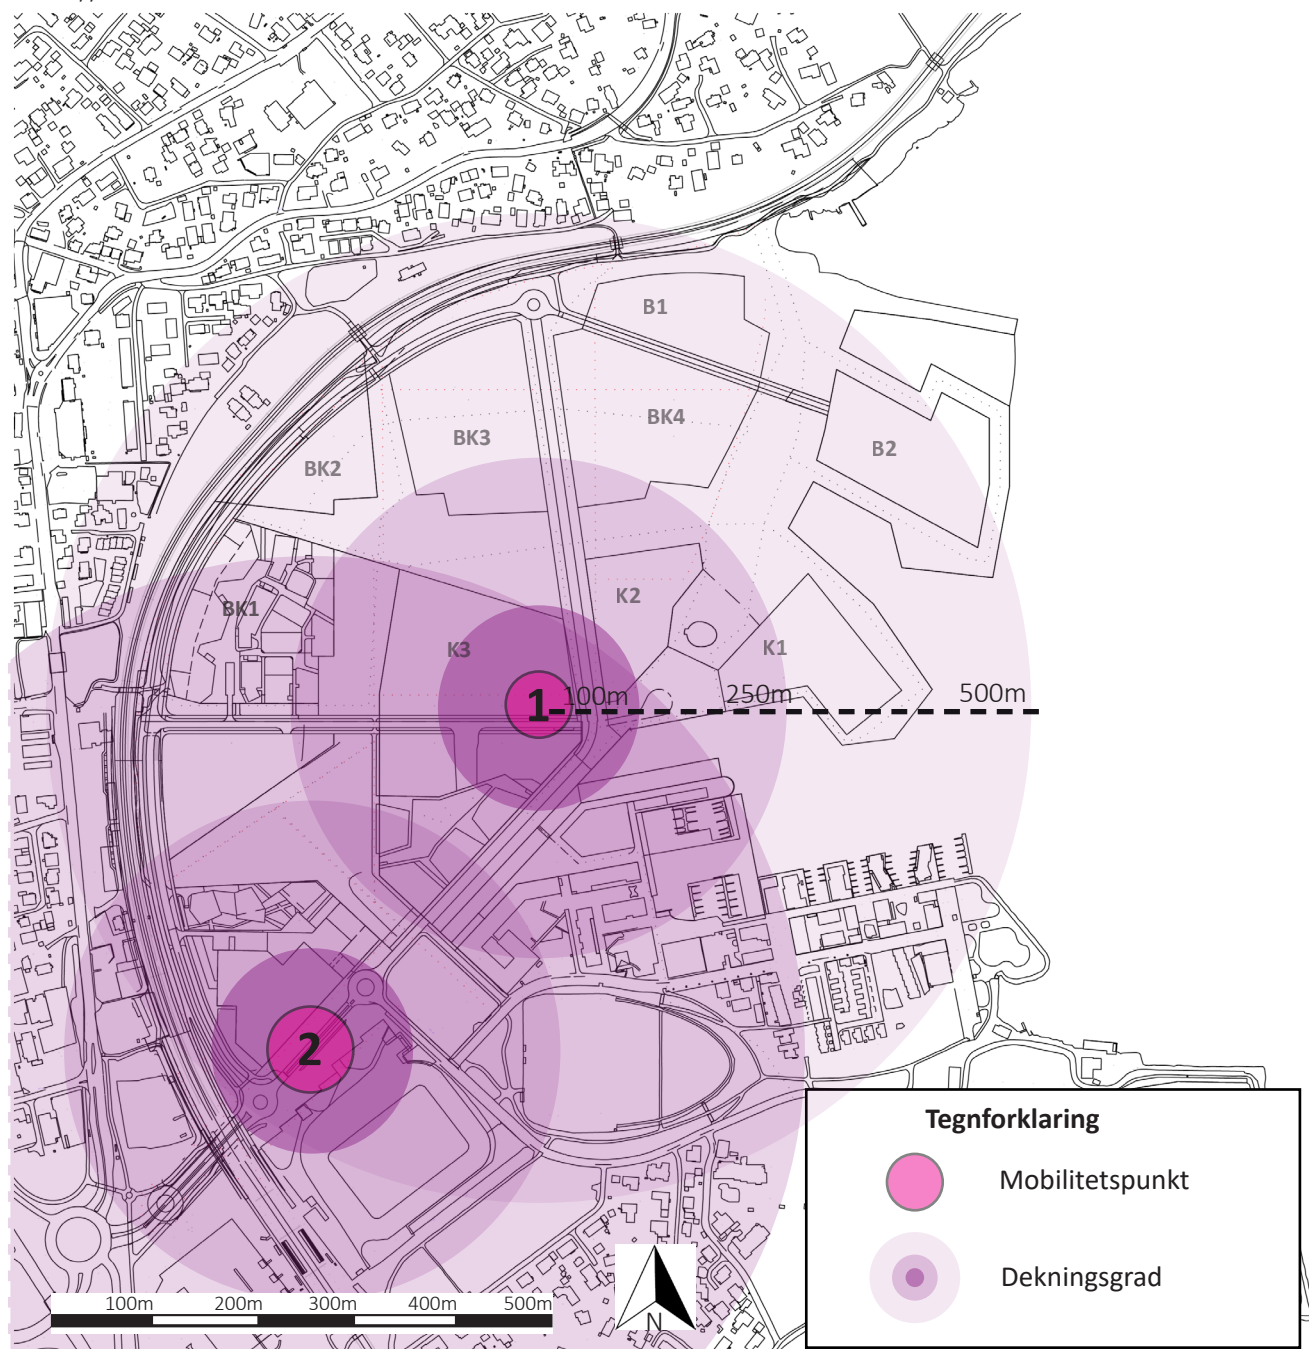 B1
BK4
BK3
B2
BK2
K2
BK1
K1
K3
1
100m
250m
500m
2
Tegnforklaring
Mobilitetspunkt
Dekningsgrad
100m 200m 300m 400m 500m
N